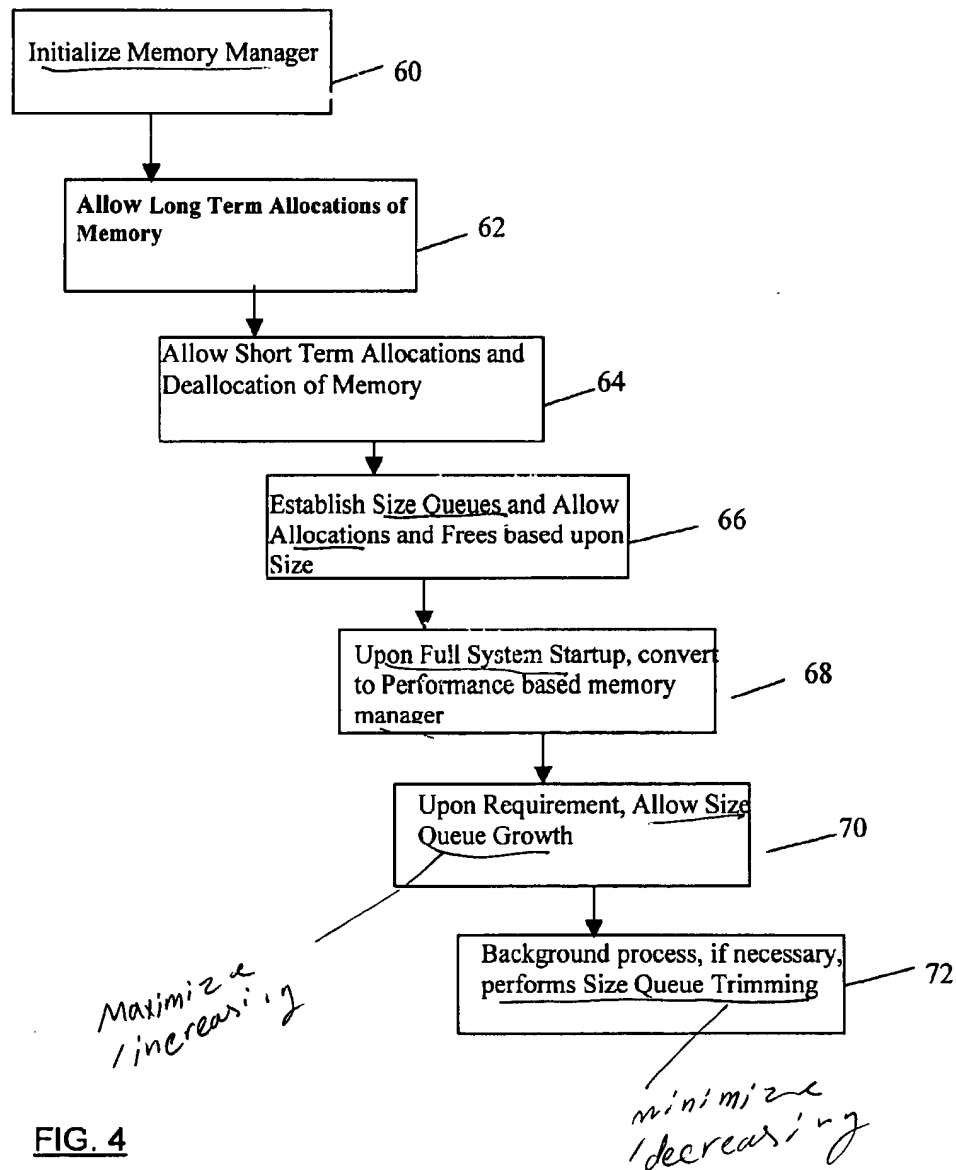 Initialize Memory Manager
60
Allow Long Term Allocations of
Memory
62
Allow Short Term Allocations and
Deallocation of Memory
64
Establish Size Queues and Allow
Allocations and Frees based upon
Size
66
Upon Full System Startup, convert
to Performance based memory
manager
68
Upon Requirement, Allow Size
Queue Growth
70
Background process, if necessary,
performs Size Queue Trimming
72
Maximize
/increasing
minimize
/decreasing
FIG. 4